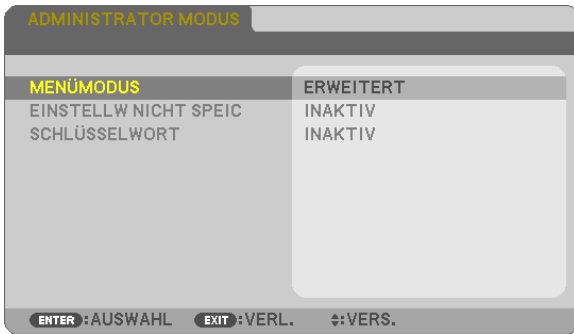 ADMINISTRATOR MODUS
MENÜMODUS ERWEITERT
EINSTELLW NICHT SPEIC INAKTIV
SCHLÜSSELWORT INAKTIV
ENTER :AUSWAHL EXIT :VERL. :VERS.